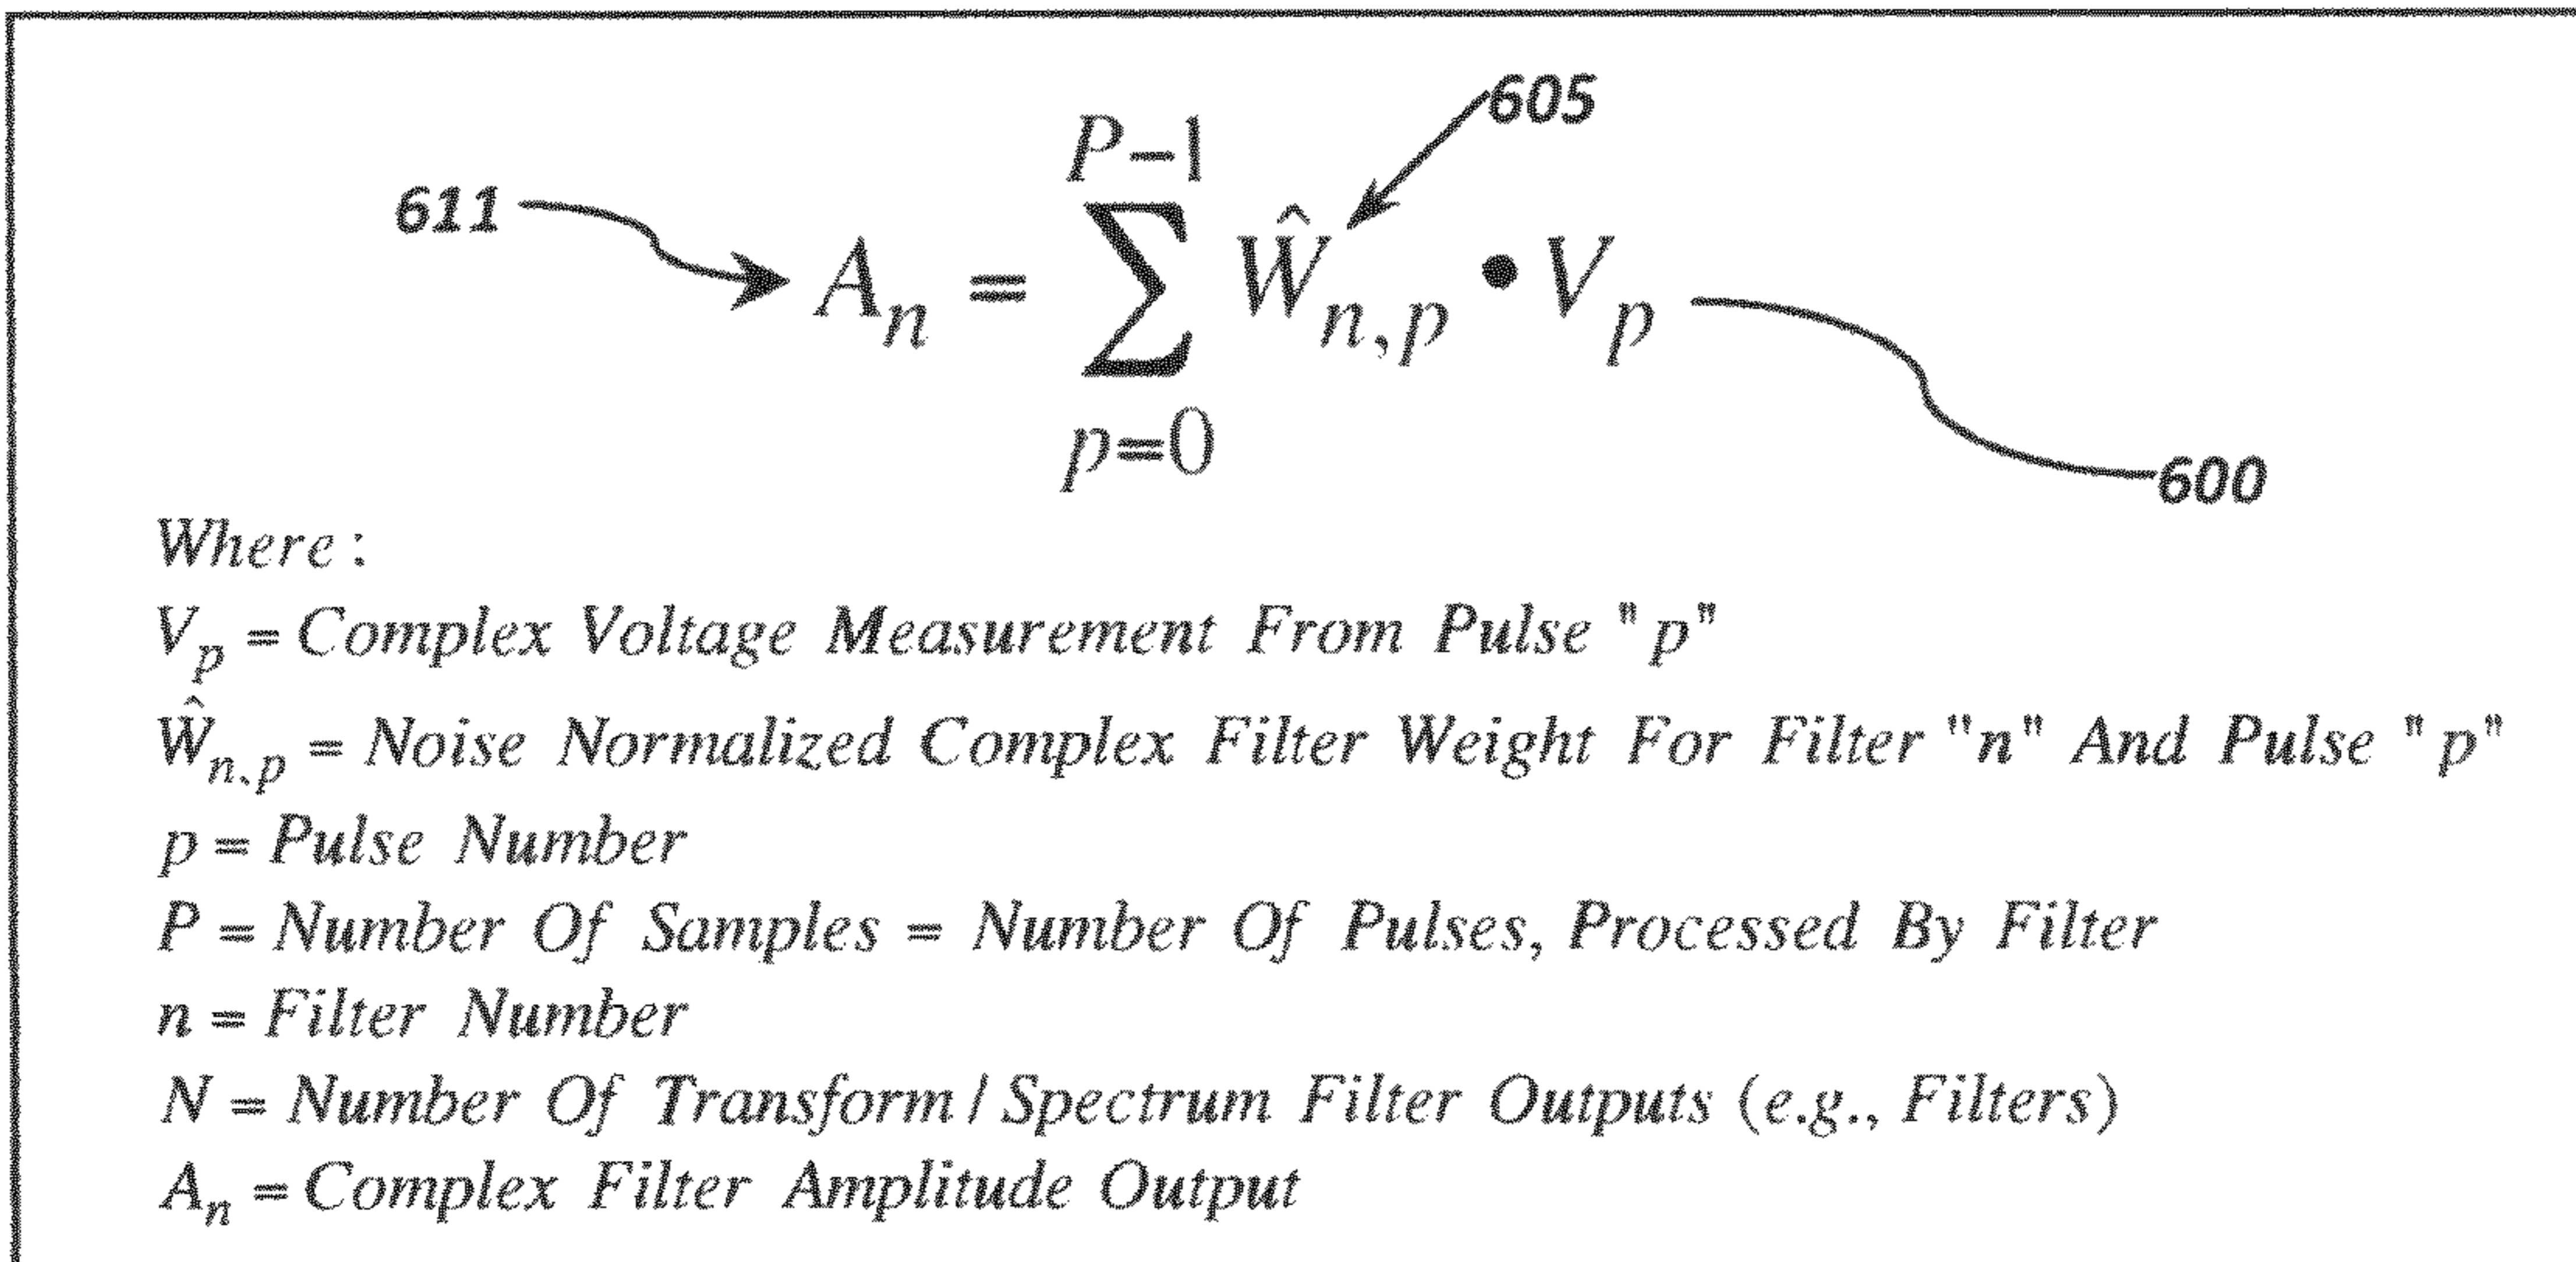 605
P−1
611
A_n = ∑ Ŵ_{n,p} • V_p
p=0
600
Where :
V_p = Complex Voltage Measurement From Pulse "p"
Ŵ_{n,p} = Noise Normalized Complex Filter Weight For Filter "n" And Pulse "p"
p = Pulse Number
P = Number Of Samples = Number Of Pulses, Processed By Filter
n = Filter Number
N = Number Of Transform / Spectrum Filter Outputs (e.g., Filters)
A_n = Complex Filter Amplitude Output